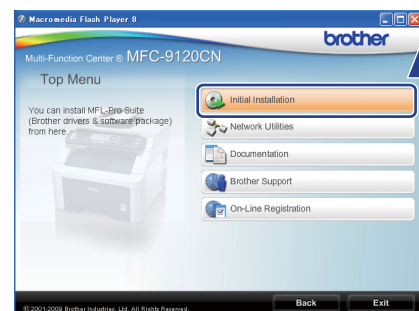 Macromedia Flash Player 8
brother
Multi-Function Center ® MFC-9120CN
Top Menu
You can install MFL-Pro Suite
(Brother drivers & software package)
from here.
Initial Installation
Network Utilities
Documentation
Brother Support
On-Line Registration
© 2001-2009 Brother Industries, Ltd. All Rights Reserved.
Back
Exit